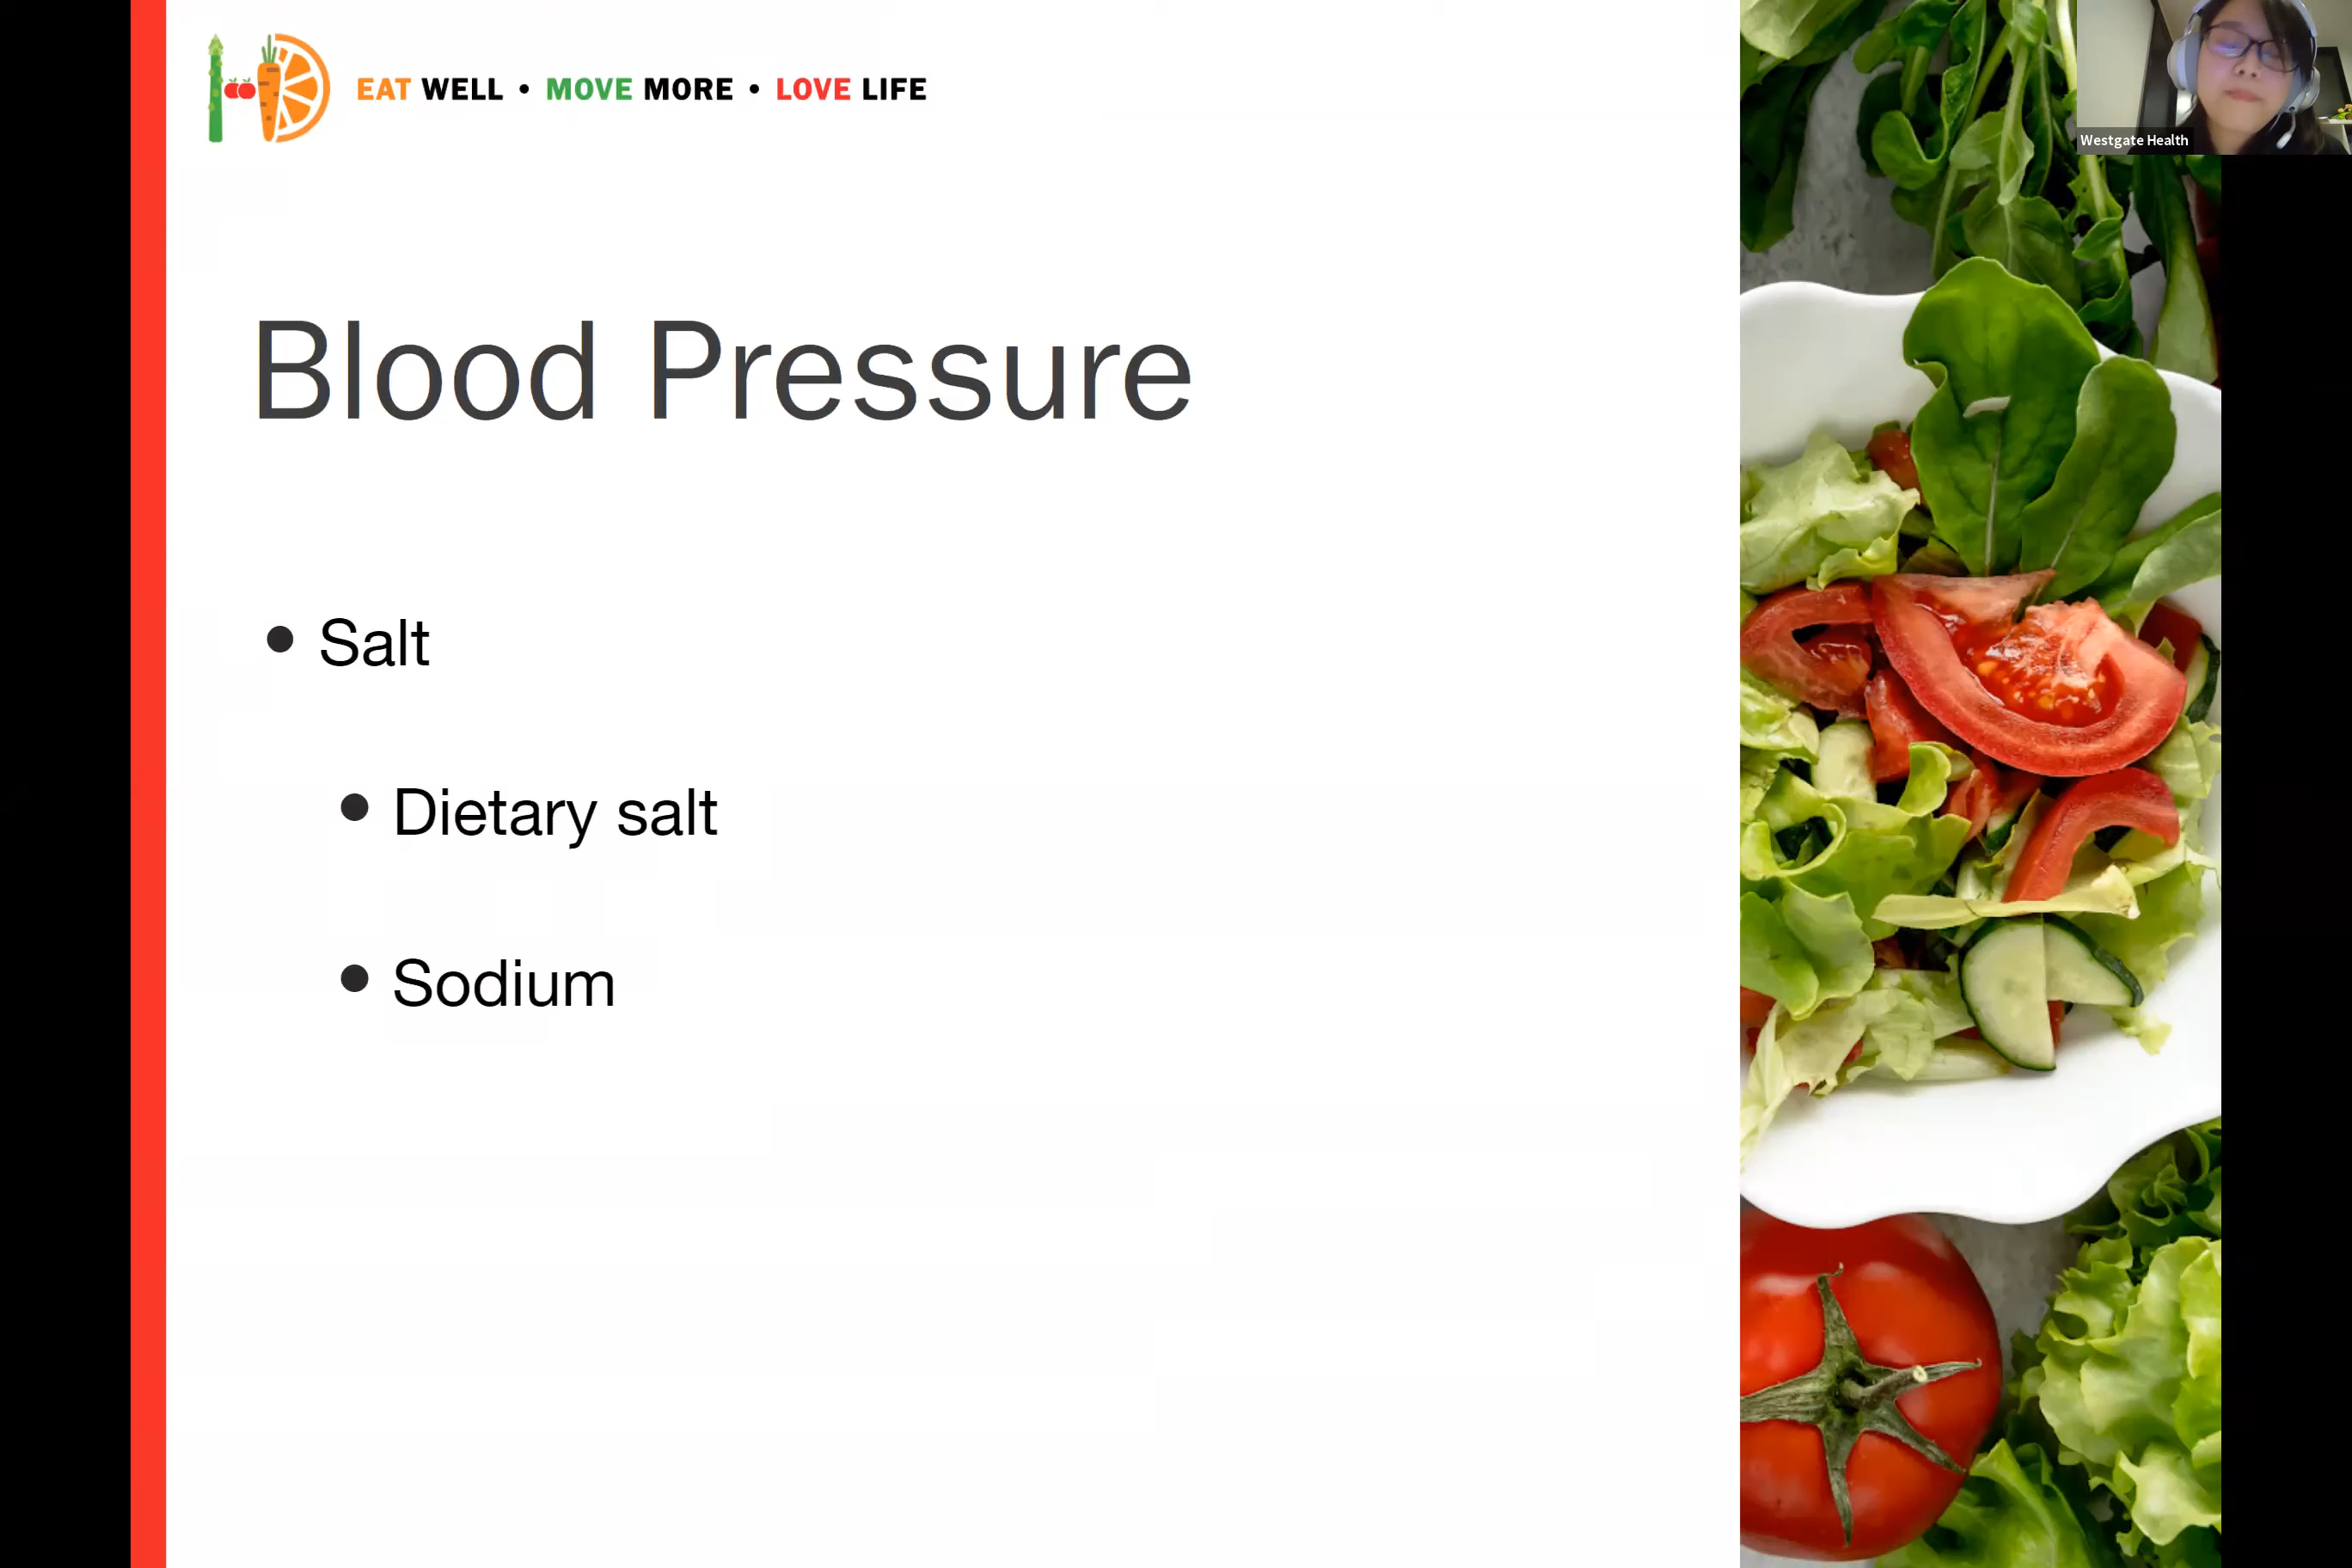 EAT WELL • MOVE MORE • LOVE LIFE
Westgate Health
Blood Pressure
• Salt
• Dietary salt
• Sodium